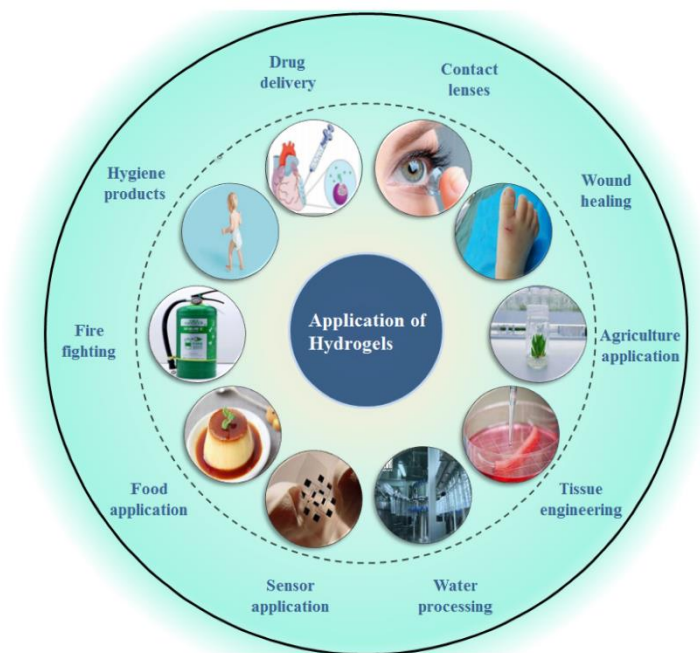 Drug
delivery
Contact
lenses
Hygiene
products
Wound
healing
Fire
fighting
Application of
Hydrogels
Agriculture
application
Food
application
Tissue
engineering
Sensor
application
Water
processing